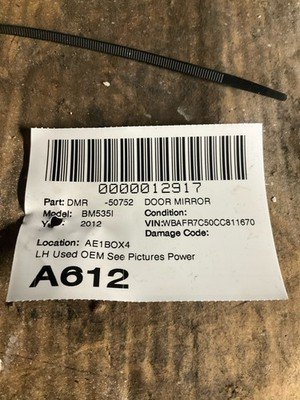 0000012917
Part: DMR -50752 DOOR MIRROR
Model: BM535I Condition:
2012 VIN:WBAFR7C50CC811670
Damage Code:
Location: AE1BOX4
LH Used OEM See Pictures Power
A612